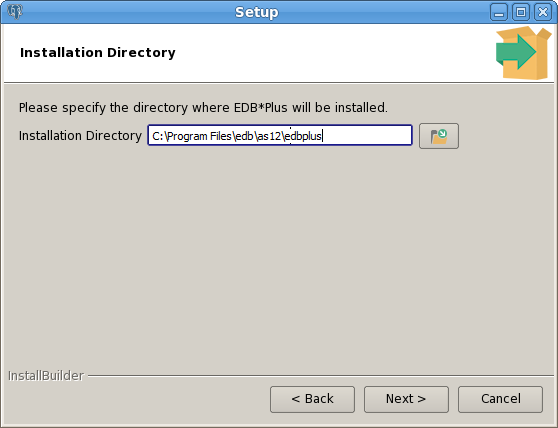 Setup
Installation Directory
Please specify the directory where EDB*Plus will be installed.
Installation Directory C:\Program Files\edb\as12\edbplus
InstallBuilder
< Back Next > Cancel